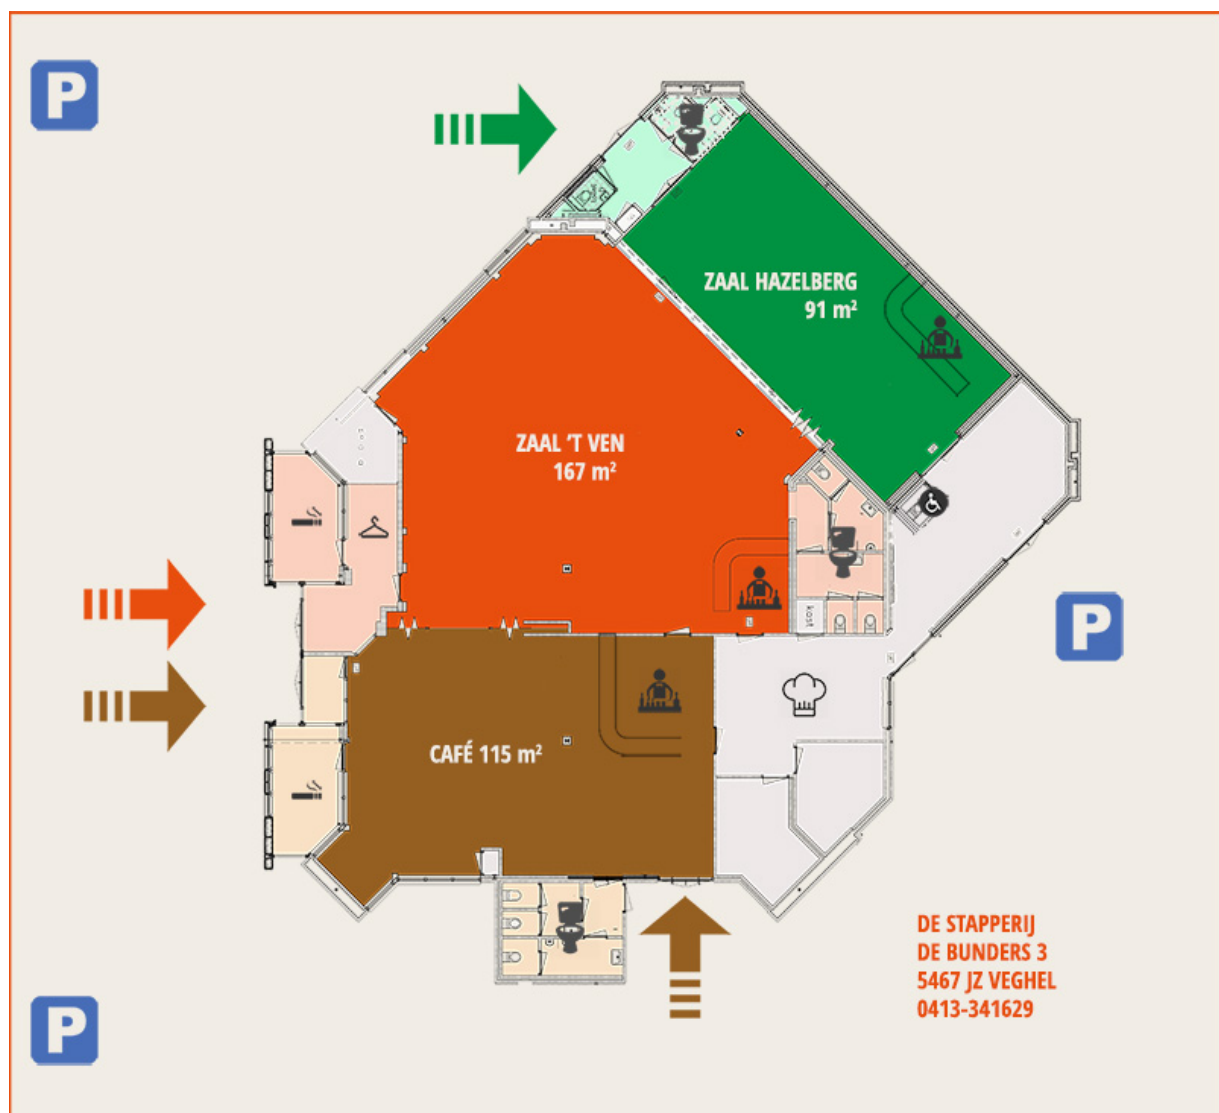 P
ZAAL HAZELBERG
91 m²
ZAAL 'T VEN
167 m²
kast
P
CAFÉ 115 m²
DE STAPPERIJ
DE BUNDERS 3
5467 JZ VEGHEL
0413-341629
P